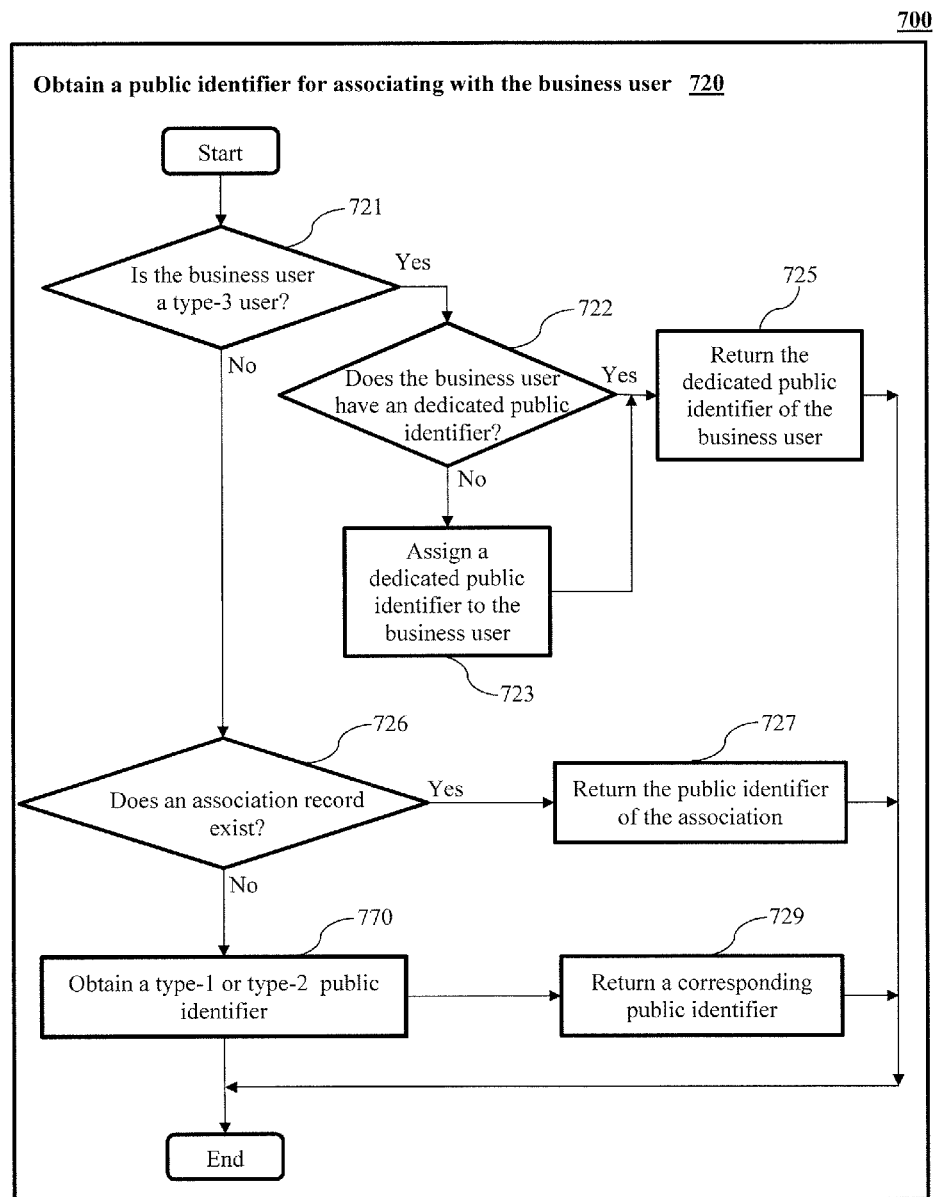 700
Obtain a public identifier for associating with the business user 720
Start
721
Is the business user
a type-3 user?
Yes
No
722
Does the business user
have an dedicated public
identifier?
Yes
No
725
Return the
dedicated public
identifier of the
business user
Assign a
dedicated public
identifier to the
business user
723
726
Does an association record
exist?
Yes
No
727
Return the public identifier
of the association
770
Obtain a type-1 or type-2 public
identifier
729
Return a corresponding
public identifier
End